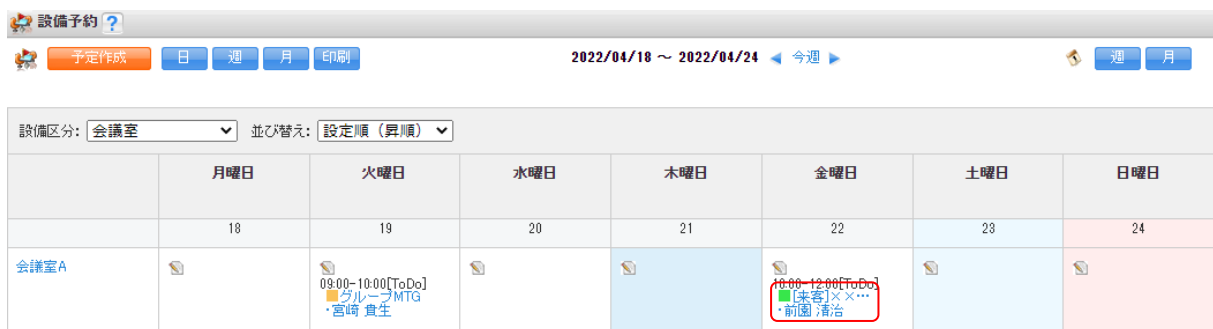 設備予約 ?
予定作成 日 週 月 印刷 2022/04/18 ～ 2022/04/24 今週 週 月
設備区分: 会議室 並び替え: 設定順（昇順）
月曜日 火曜日 水曜日 木曜日 金曜日 土曜日 日曜日
18 19 20 21 22 23 24
会議室A
09:00-10:00[ToDo] 10:00-12:00[ToDo]
グループMTG [来客]××…
・宮崎 貴生 ・前園 清治